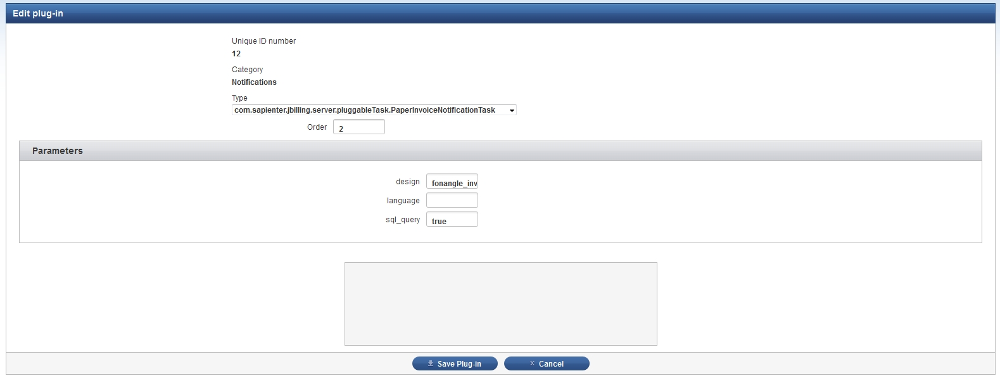 Edit plug-in
Unique ID number
12
Category
Notifications
Type
com.sapienter.jbilling.server.pluggableTask.PaperInvoiceNotificationTask
Order 2
Parameters
design fonangle_inv
language
sql_query true
Save Plug-in Cancel